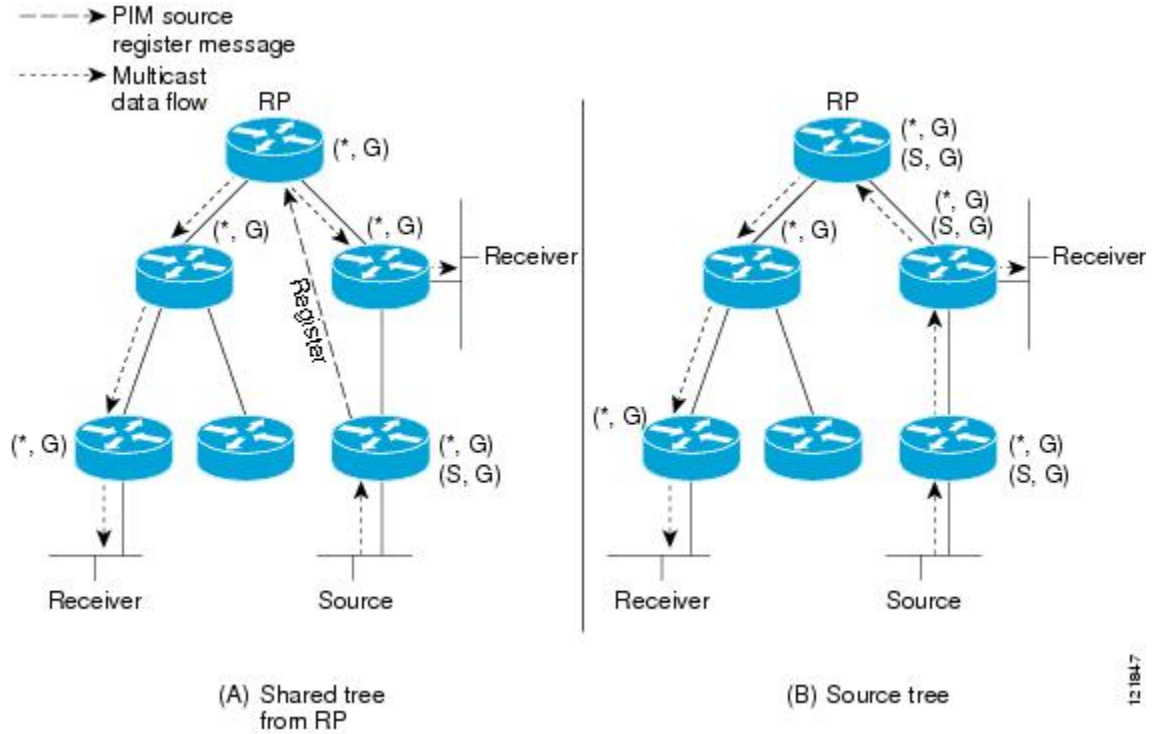 PIM source
register message
Multicast
data flow
RP
(*, G)
(*, G)
(*, G)
Receiver
Register
(*, G)
(*, G)
(S, G)
Receiver
Source
(A) Shared tree
from RP
RP
(*, G)
(S, G)
(*, G)
(S, G)
(*, G)
Receiver
(*, G)
(*, G)
(S, G)
Receiver
Source
(B) Source tree
121847